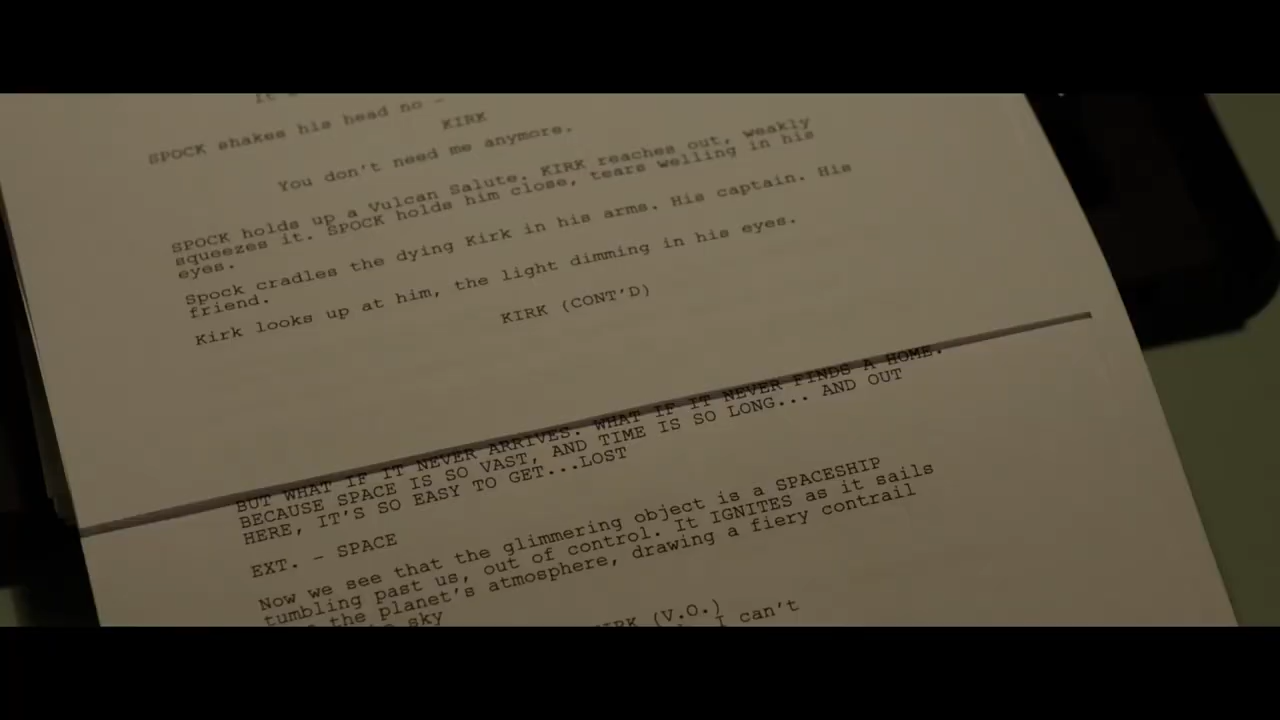 SPOCK shakes his head no –
KIRK
You don't need me anymore.
SPOCK holds up a Vulcan Salute. KIRK reaches out, weakly
squeezes it. SPOCK holds him close, tears welling in his
eyes.
Spock cradles the dying Kirk in his arms. His captain. His
friend.
Kirk looks up at him, the light dimming in his eyes.
KIRK (CONT'D)
BUT WHAT IF IT NEVER ARRIVES. WHAT IF IT NEVER FINDS A HOME.
BECAUSE SPACE IS SO VAST, AND TIME IS SO LONG... AND OUT
HERE, IT'S SO EASY TO GET...LOST
EXT. – SPACE
Now we see that the glimmering object is a SPACESHIP
tumbling past us, out of control. It IGNITES as it sails
the planet's atmosphere, drawing a fiery contrail
sky
KIRK (V.O.)
I can't